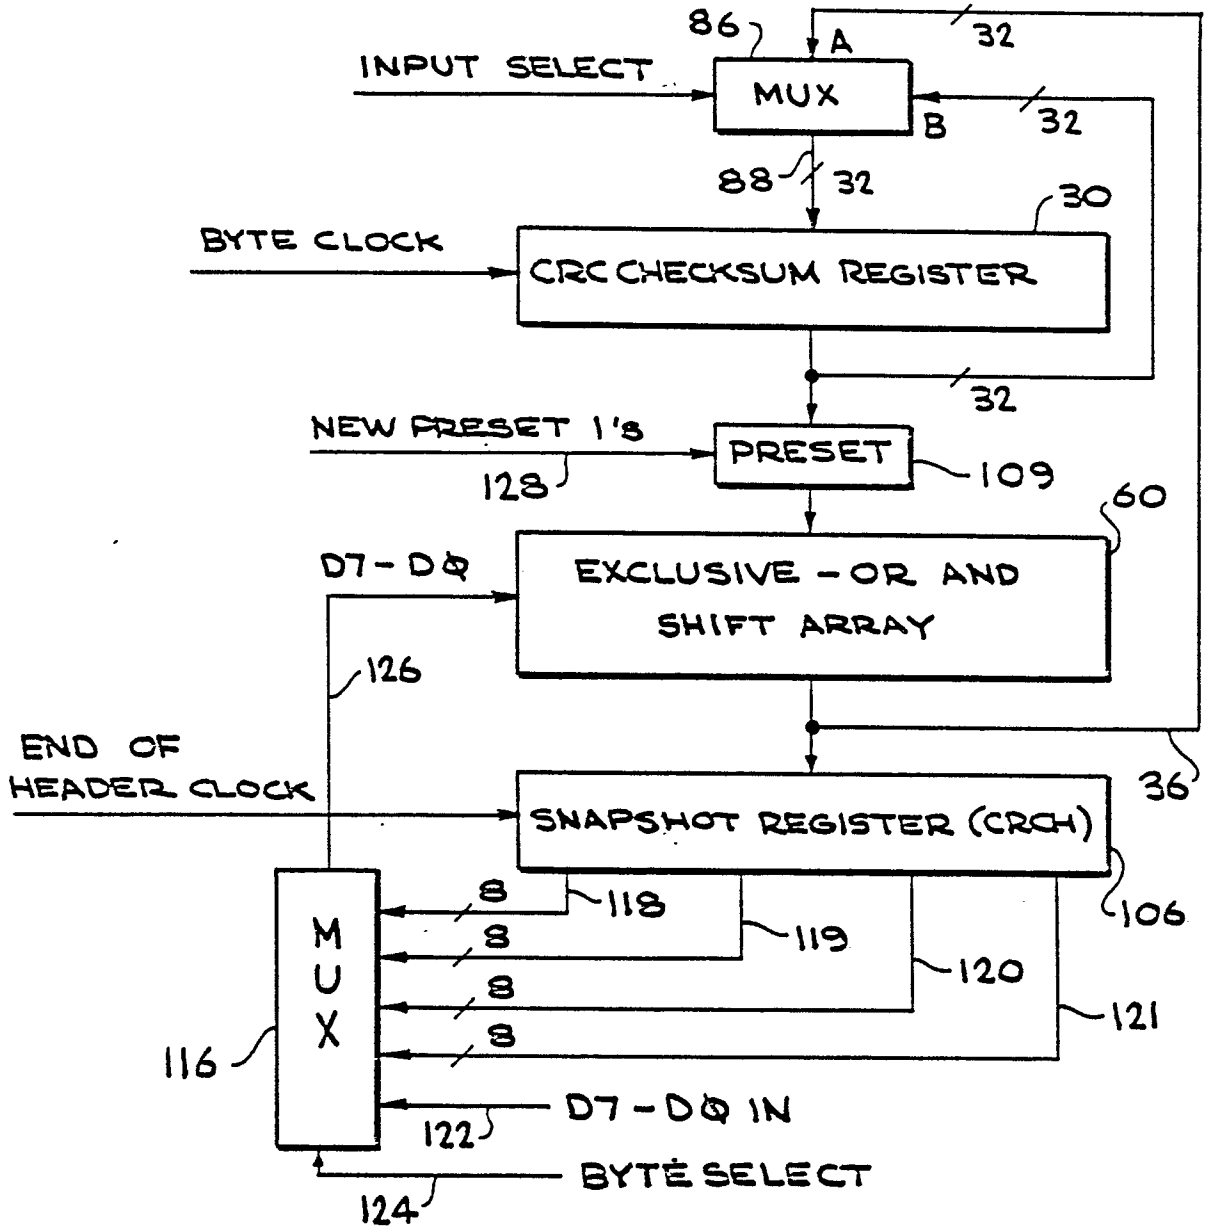 86
A
32
INPUT SELECT
MUX
B
32
88
32
30
BYTE CLOCK
CRC CHECKSUM REGISTER
32
NEW PRESET 1's
PRESET
128
109
60
D7-DØ
EXCLUSIVE-OR AND
SHIFT ARRAY
126
END OF
HEADER CLOCK
36
SNAPSHOT REGISTER (CRCH)
8
118
106
MUX
8
119
8
120
8
121
116
D7-DØ IN
122
BYTE SELECT
124